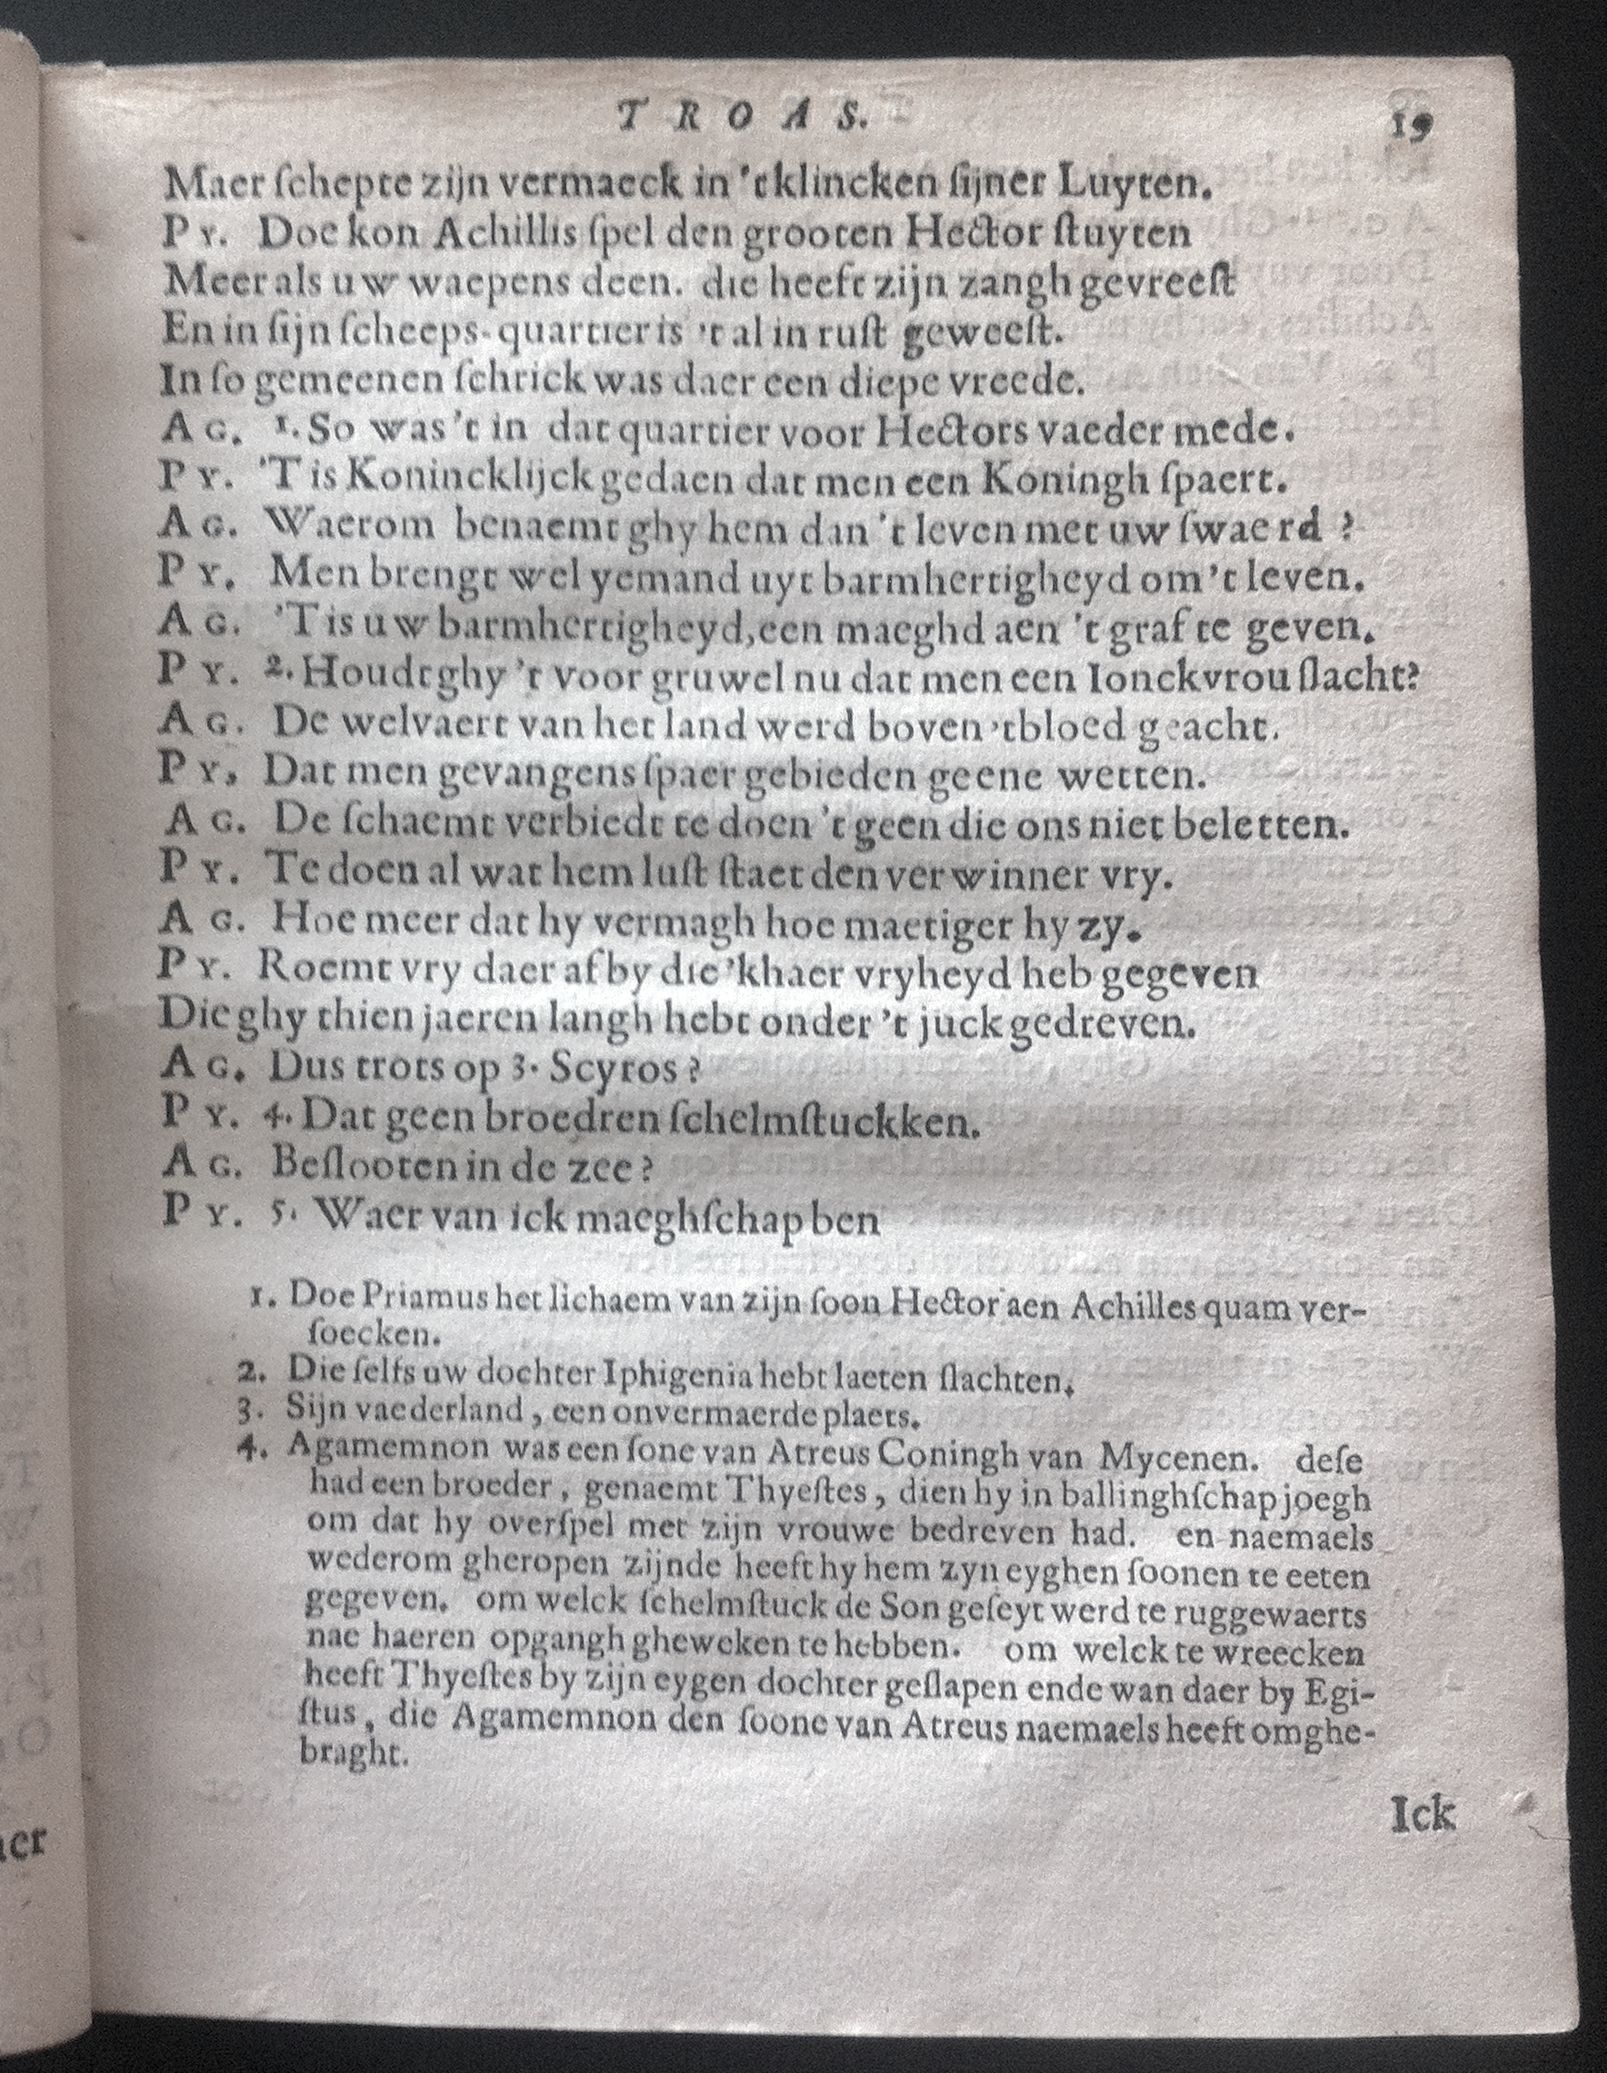 TROAS. 19
Maer ſchepte zijn vermaeck in 't klincken ſijner Luyten.
PY. Doe kon Achillis ſpel den grooten Hector ſtuyten
Meer als uw waepens deen. die heeft zijn zangh gevreeſt
En in ſijn ſcheeps-quartier is 't al in ruſt geweeſt.
In ſo gemeenen ſchrick was daer een diepe vreede.
AG. 1. So was 't in dat quartier voor Hectors vaeder mede.
PY. 'T is Konincklijck gedaen dat men een Koningh ſpaert.
AG. Waerom benaemt ghy hem dan 't leven met uw ſwaerd?
PY. Men brengt wel yemand uyt barmhertigheyd om 't leven.
AG. 'T is uw barmhertigheyd, een maeghd aen 't graf te geven.
PY. 2. Houdt ghy 't voor gruwel nu dat men een Ionckvrou ſlacht?
AG. De welvaert van het land werd boven 'tbloed geacht.
PY. Dat men gevangens ſpaer gebieden geene wetten.
AG. De ſchaemt verbiedt te doen 't geen die ons niet beletten.
PY. Te doen al wat hem luſt ſtaet den verwinner vry.
AG. Hoe meer dat hy vermagh hoe maetiger hy zy.
PY. Roemt vry daer af by die 'k haer vryheyd heb gegeven
Die ghy thien jaeren langh hebt onder 't juck gedreven.
AG. Dus trots op 3. Scyros?
PY. 4. Dat geen broedren ſchelmſtuckken.
AG. Beſlooten in de zee?
PY. 5. Waer van ick maeghſchap ben
1. Doe Priamus het lichaem van zijn ſoon Hector aen Achilles quam ver-
ſoecken.
2. Die ſelfs uw dochter Iphigenia hebt laeten ſlachten.
3. Sijn vaederland, een onvermaerde plaets.
4. Agamemnon was een ſone van Atreus Coningh van Mycenen. deſe
had een broeder, genaemt Thyeſtes, dien hy in ballinghſchap joegh
om dat hy overſpel met zijn vrouwe bedreven had. en naemaels
wederom gheropen zijnde heeft hy hem zyn eyghen ſoonen te eeten
gegeven. om welck ſchelmſtuck de Son geſeyt werd te ruggewaerts
nae haeren opgangh gheweken te hebben. om welck te wreecken
heeft Thyeſtes by zijn eygen dochter geſlapen ende wan daer by Egi-
ſtus, die Agamemnon den ſoone van Atreus naemaels heeft omghe-
braght.
Ick